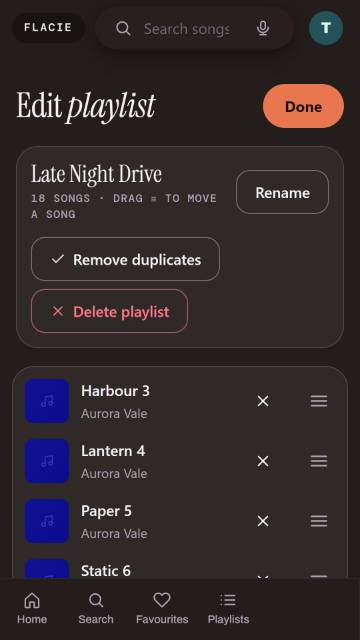 FLACIE
Search songs
T
Edit playlist
Done
Late Night Drive
18 SONGS · DRAG ≡ TO MOVE
A SONG
Rename
Remove duplicates
Delete playlist
Harbour 3
Aurora Vale
Lantern 4
Aurora Vale
Paper 5
Aurora Vale
Static 6
Home
Search
Favourites
Playlists